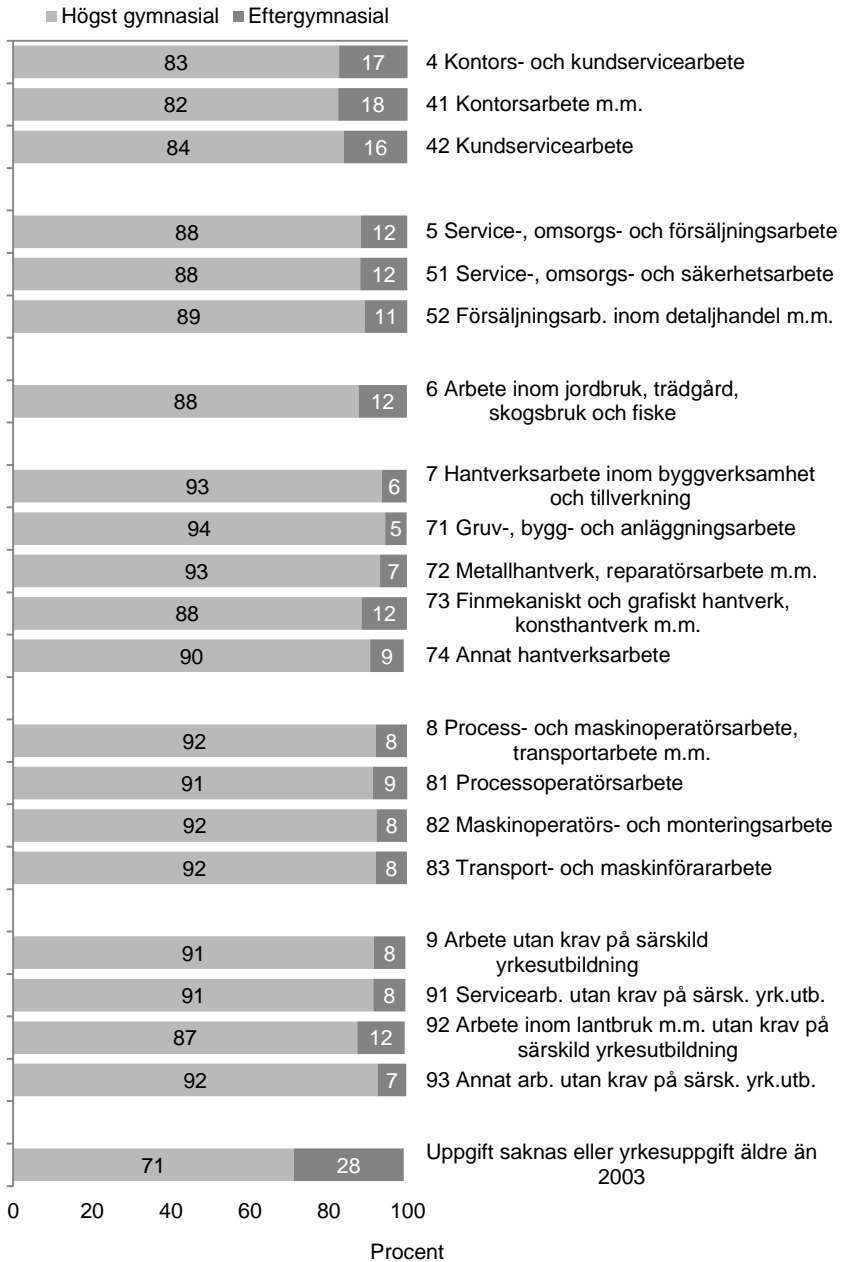 Högst gymnasial Eftergymnasial
83 17 4 Kontors- och kundservicearbete
82 18 41 Kontorsarbete m.m.
84 16 42 Kundservicearbete
88 12 5 Service-, omsorgs- och försäljningsarbete
88 12 51 Service-, omsorgs- och säkerhetsarbete
89 11 52 Försäljningsarb. inom detaljhandel m.m.
88 12 6 Arbete inom jordbruk, trädgård,
skogsbruk och fiske
93 6 7 Hantverksarbete inom byggverksamhet
och tillverkning
94 5 71 Gruv-, bygg- och anläggningsarbete
93 7 72 Metallhantverk, reparatörsarbete m.m.
88 12 73 Finmekaniskt och grafiskt hantverk,
konsthantverk m.m.
90 9 74 Annat hantverksarbete
92 8 8 Process- och maskinoperatörsarbete,
transportarbete m.m.
91 9 81 Processoperatörsarbete
92 8 82 Maskinoperatörs- och monteringsarbete
92 8 83 Transport- och maskinförararbete
91 8 9 Arbete utan krav på särskild
yrkesutbildning
91 8 91 Servicearb. utan krav på särsk. yrk.utb.
87 12 92 Arbete inom lantbruk m.m. utan krav på
särskild yrkesutbildning
92 7 93 Annat arb. utan krav på särsk. yrk.utb.
71 28 Uppgift saknas eller yrkesuppgift äldre än
2003
0 20 40 60 80 100
Procent